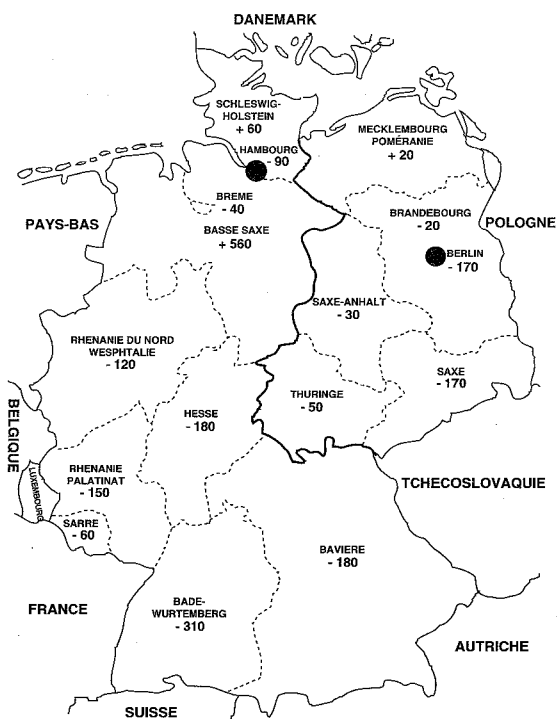 DANEMARK
SCHLESWIG-
HOLSTEIN
+ 60
MECKLEMBOURG
POMÉRANIE
+ 20
HAMBOURG
- 90
BREME
- 40
PAYS-BAS
BRANDEBOURG
- 20
POLOGNE
BASSE SAXE
+ 560
BERLIN
- 170
SAXE-ANHALT
- 30
RHENANIE DU NORD
WESPHTALIE
- 120
SAXE
- 170
THURINGE
- 50
HESSE
- 180
BELGIQUE
RHENANIE
PALATINAT
- 150
LUXEMBOURG
TCHECOSLOVAQUIE
SARRE
- 60
BAVIERE
- 180
FRANCE
BADE-
WURTEMBERG
- 310
AUTRICHE
SUISSE